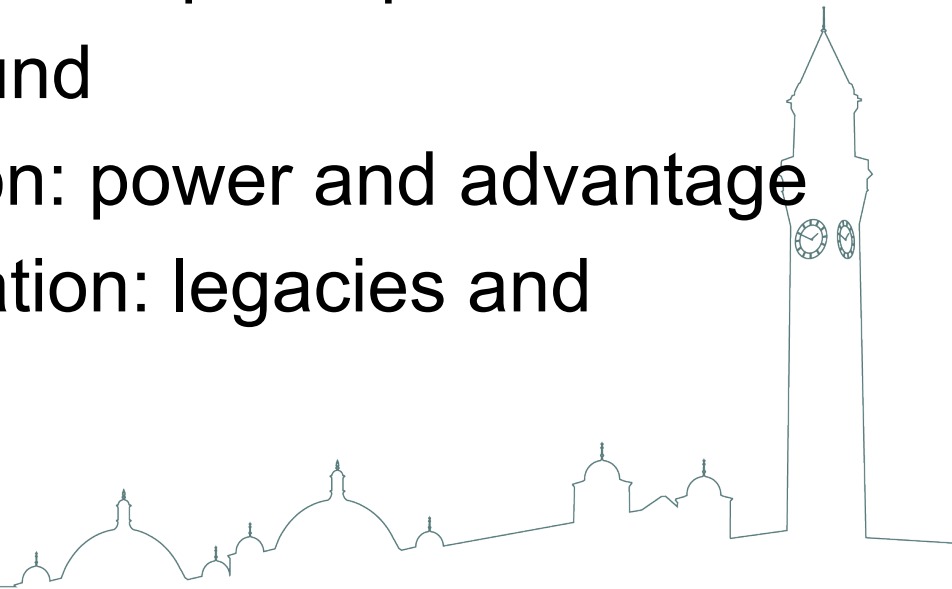 und
on: power and advantage
ation: legacies and